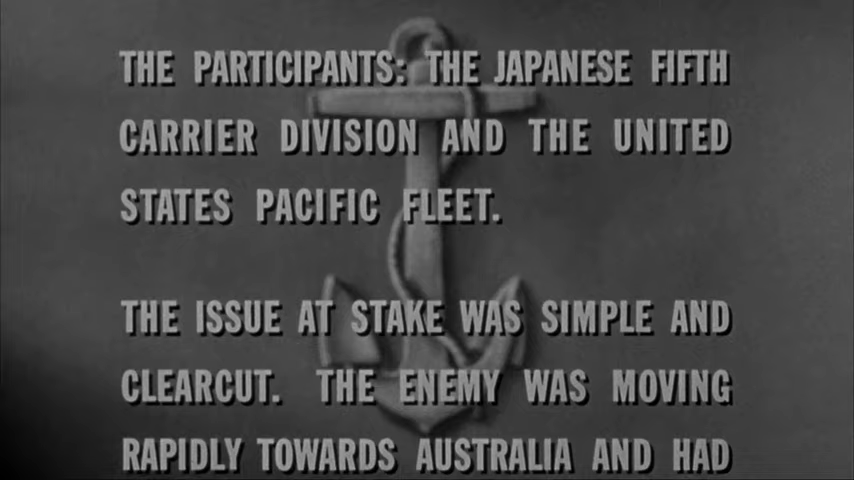 THE PARTICIPANTS: THE JAPANESE FIFTH
CARRIER DIVISION AND THE UNITED
STATES PACIFIC FLEET.
THE ISSUE AT STAKE WAS SIMPLE AND
CLEARCUT. THE ENEMY WAS MOVING
RAPIDLY TOWARDS AUSTRALIA AND HAD